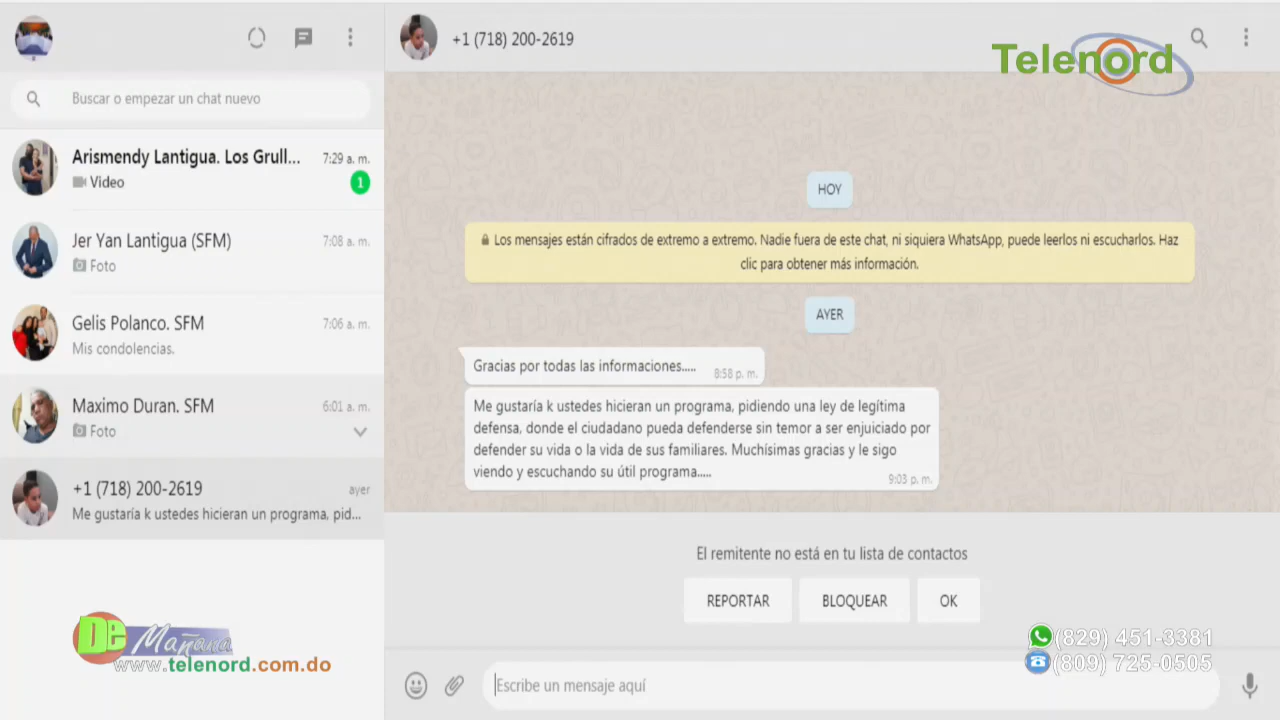 Buscar o empezar un chat nuevo
Arismendy Lantigua. Los Grull...
7:29 a. m.
Video
1
Jer Yan Lantigua (SFM)
7:08 a. m.
Foto
Gelis Polanco. SFM
7:06 a. m.
Mis condolencias.
Maximo Duran. SFM
6:01 a. m.
Foto
+1 (718) 200-2619
ayer
Me gustaría k ustedes hicieran un programa, pid...
De Mañana
www.telenord.com.do
+1 (718) 200-2619
Telenord
HOY
Los mensajes están cifrados de extremo a extremo. Nadie fuera de este chat, ni siquiera WhatsApp, puede leerlos ni escucharlos. Haz
clic para obtener más información.
AYER
Gracias por todas las informaciones.....
8:58 p. m.
Me gustaría k ustedes hicieran un programa, pidiendo una ley de legítima
defensa, donde el ciudadano pueda defenderse sin temor a ser enjuiciado por
defender su vida o la vida de sus familiares. Muchísimas gracias y le sigo
viendo y escuchando su útil programa.....
9:03 p. m.
El remitente no está en tu lista de contactos
REPORTAR
BLOQUEAR
OK
(829) 451-3381
(809) 725-0505
Escribe un mensaje aquí